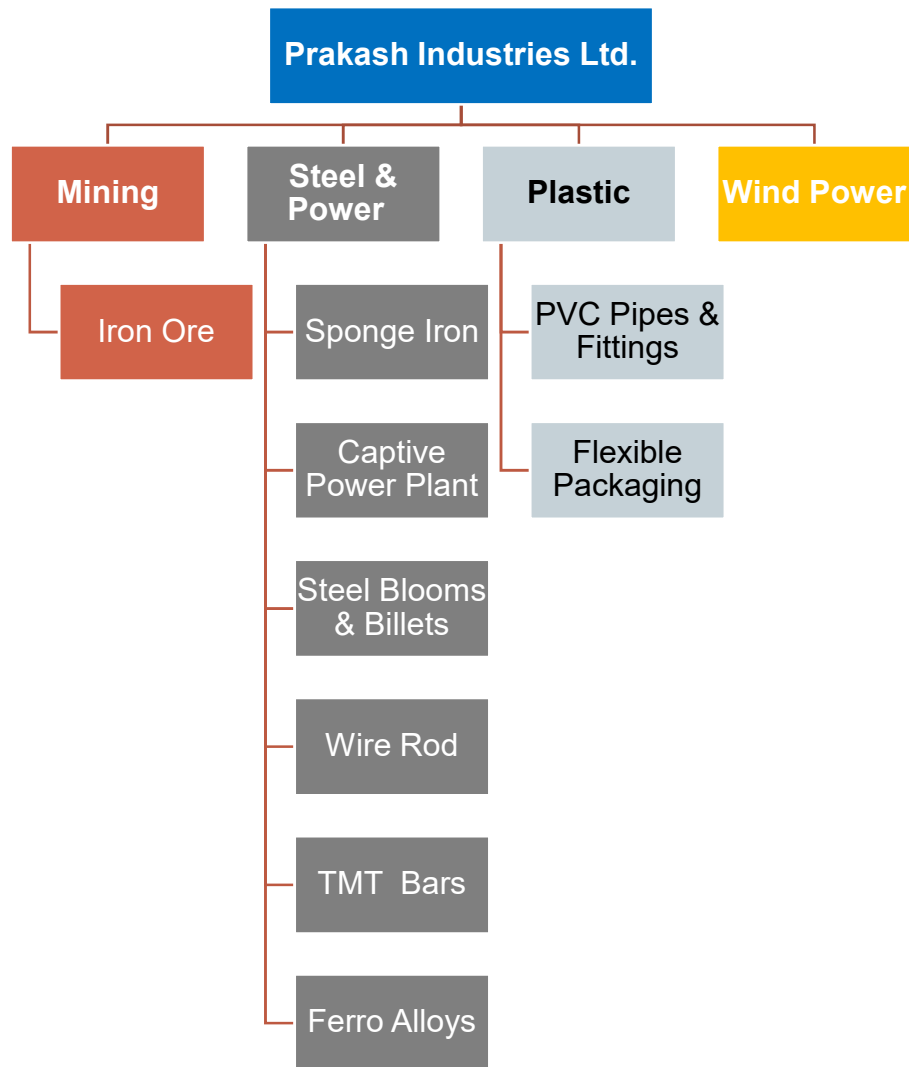 Prakash Industries Ltd.
Mining
Steel &
Power
Plastic
Wind Power
Iron Ore
Sponge Iron
Captive
Power Plant
Steel Blooms
& Billets
Wire Rod
TMT  Bars
Ferro Alloys
PVC Pipes &
Fittings
Flexible
Packaging